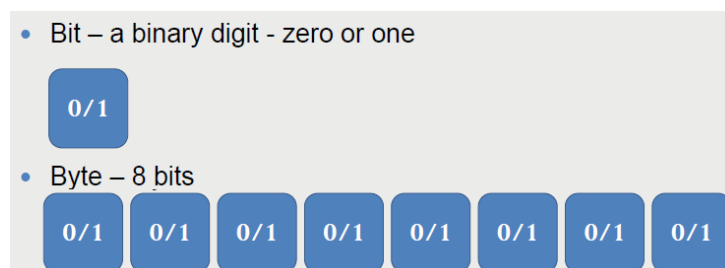 • Bit – a binary digit - zero or one
0/1
• Byte – 8 bits
0/1 0/1 0/1 0/1 0/1 0/1 0/1 0/1